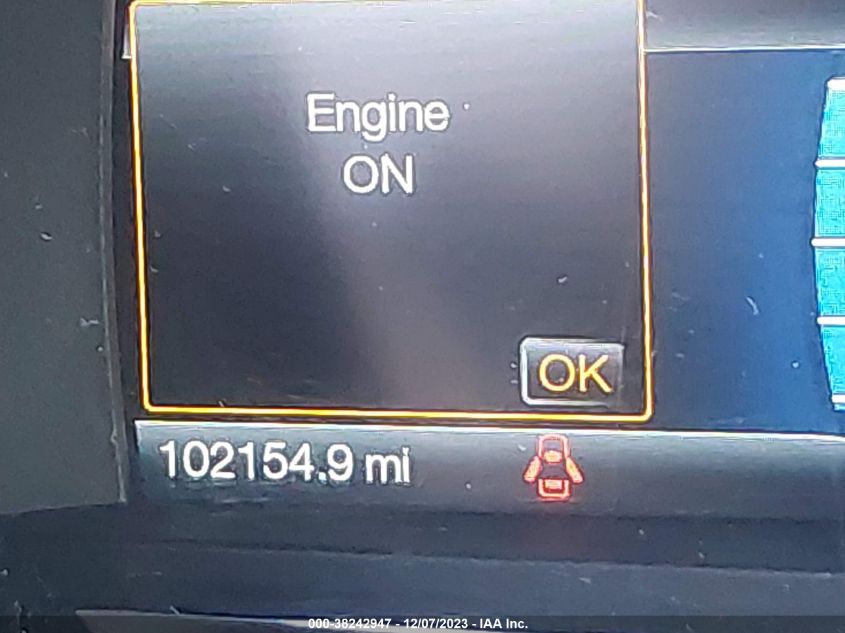 Engine
ON
OK
102154.9 mi
000-38242947 - 12/07/2023 - IAA Inc.